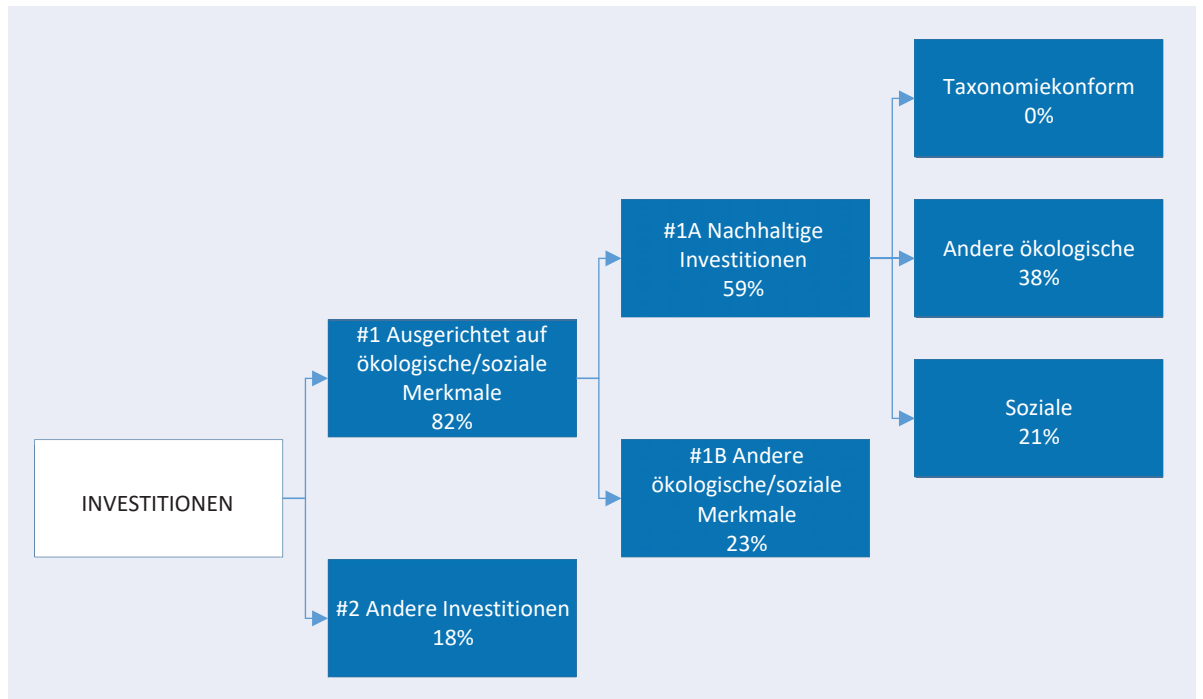 INVESTITIONEN
#1 Ausgerichtet auf
ökologische/soziale
Merkmale
82%
#2 Andere Investitionen
18%
#1A Nachhaltige
Investitionen
59%
#1B Andere
ökologische/soziale
Merkmale
23%
Taxonomiekonform
0%
Andere ökologische
38%
Soziale
21%